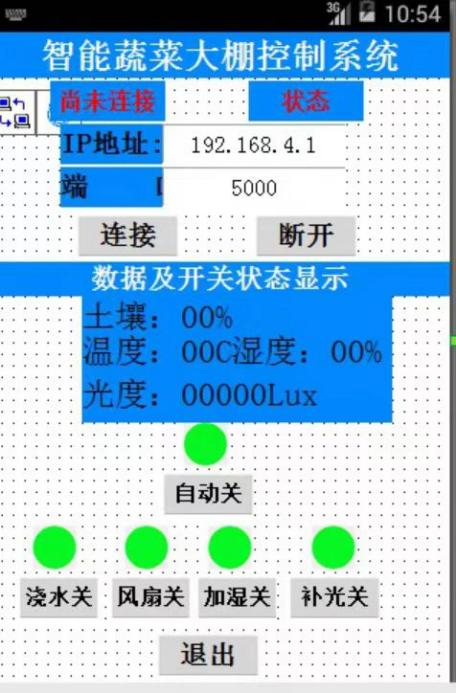 3G 10:54
智能蔬菜大棚控制系统
尚未连接 状态
IP地址: 192.168.4.1
端 5000
连接 断开
数据及开关状态显示
土壤：00%
温度：00C湿度：00%
光度：00000Lux
自动关
浇水关 风扇关 加湿关 补光关
退出